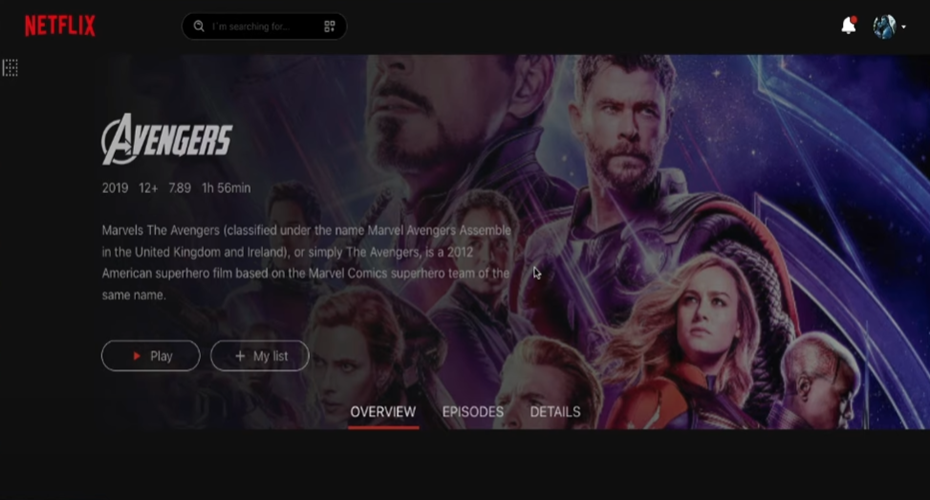 NETFLIX
I'm searching for...
AVENGERS
2019 12+ 7.89 1h 56min
Marvels The Avengers (classified under the name Marvel Avengers Assemble
in the United Kingdom and Ireland), or simply The Avengers, is a 2012
American superhero film based on the Marvel Comics superhero team of the
same name.
Play
+ My list
OVERVIEW EPISODES DETAILS